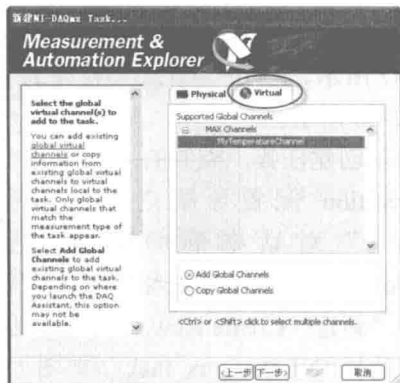 新建NI-DAQmx Task...
Measurement &
Automation Explorer
Select the global
virtual channel(s) to
add to the task.
You can add existing
global virtual
channels or copy
information from
existing global virtual
channels to virtual
channels local to the
task. Only global
virtual channels that
match the
measurement type of
the task appear.
Select Add Global
Channels to add
existing global virtual
channels to the task.
Depending on where
you launch the DAQ
Assistant, this option
may not be
available.
Physical
Virtual
Supported Global Channels
MAX Channels
MyTemperatureChannel
Add Global Channels
Copy Global Channels
<Ctrl> or <Shift> click to select multiple channels.
<上一步
下一步>
取消